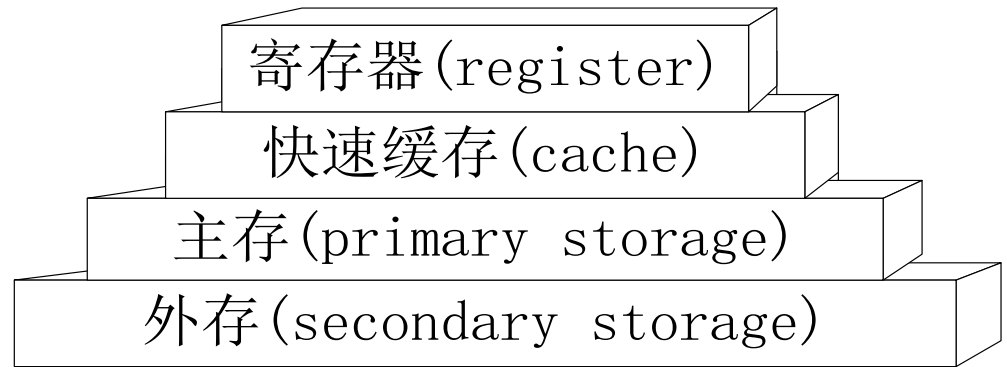 寄存器(register)
快速缓存(cache)
主存(primary storage)
外存(secondary storage)